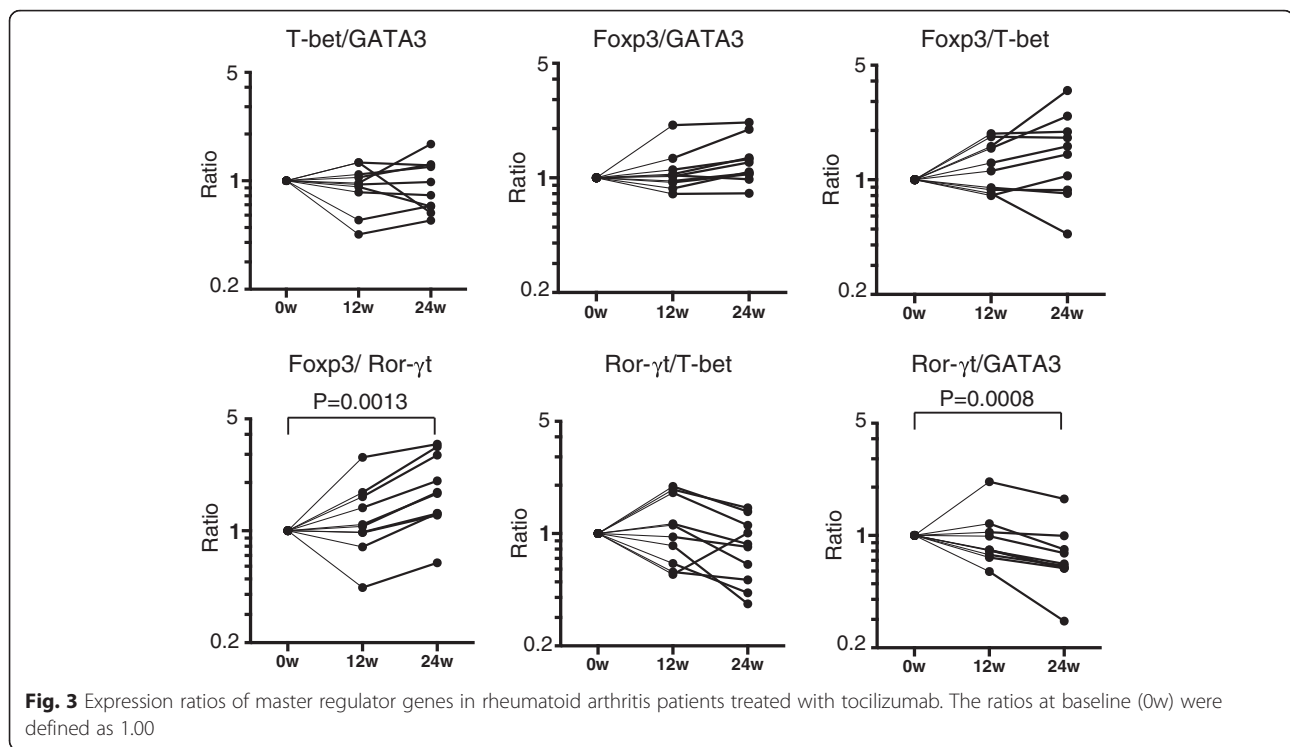 T-bet/GATA3
Foxp3/GATA3
Foxp3/T-bet
5
1
0.2
Ratio
0w 12w 24w
5
1
0.2
Ratio
0w 12w 24w
5
1
0.2
Ratio
0w 12w 24w
Foxp3/ Ror-γt
Ror-γt/T-bet
Ror-γt/GATA3
P=0.0013
5
1
0.2
Ratio
0w 12w 24w
5
1
0.2
Ratio
0w 12w 24w
P=0.0008
5
1
0.2
Ratio
0w 12w 24w
Fig. 3 Expression ratios of master regulator genes in rheumatoid arthritis patients treated with tocilizumab. The ratios at baseline (0w) were
defined as 1.00